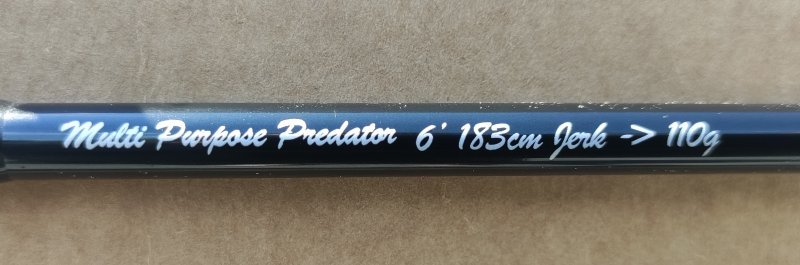 Multi Purpose Predator 6' 183cm Jerk -> 110g